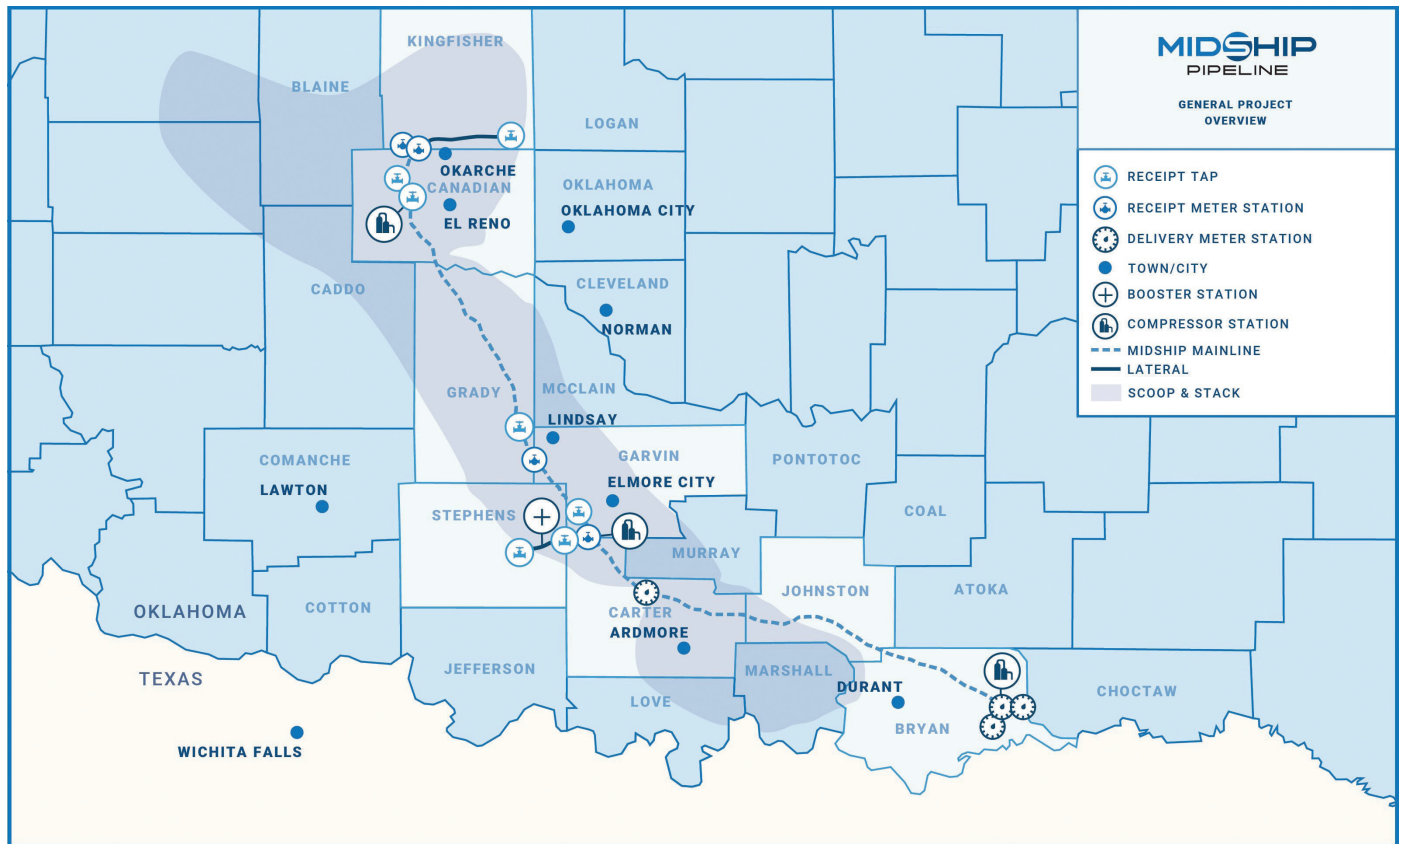 MIDSHIP
PIPELINE
GENERAL PROJECT
OVERVIEW
RECEIPT TAP
RECEIPT METER STATION
DELIVERY METER STATION
TOWN/CITY
BOOSTER STATION
COMPRESSOR STATION
MIDSHIP MAINLINE
LATERAL
SCOOP & STACK
KINGFISHER
BLAINE
LOGAN
OKARCHE
CANADIAN
OKLAHOMA
OKLAHOMA CITY
EL RENO
CADDO
CLEVELAND
NORMAN
GRADY
MCCLAIN
LINDSAY
COMANCHE
LAWTON
GARVIN
PONTOTOC
ELMORE CITY
STEPHENS
COAL
MURRAY
JOHNSTON
ATOKA
OKLAHOMA
COTTON
CARTER
ARDMORE
TEXAS
JEFFERSON
MARSHALL
DURANT
CHOCTAW
LOVE
BRYAN
WICHITA FALLS